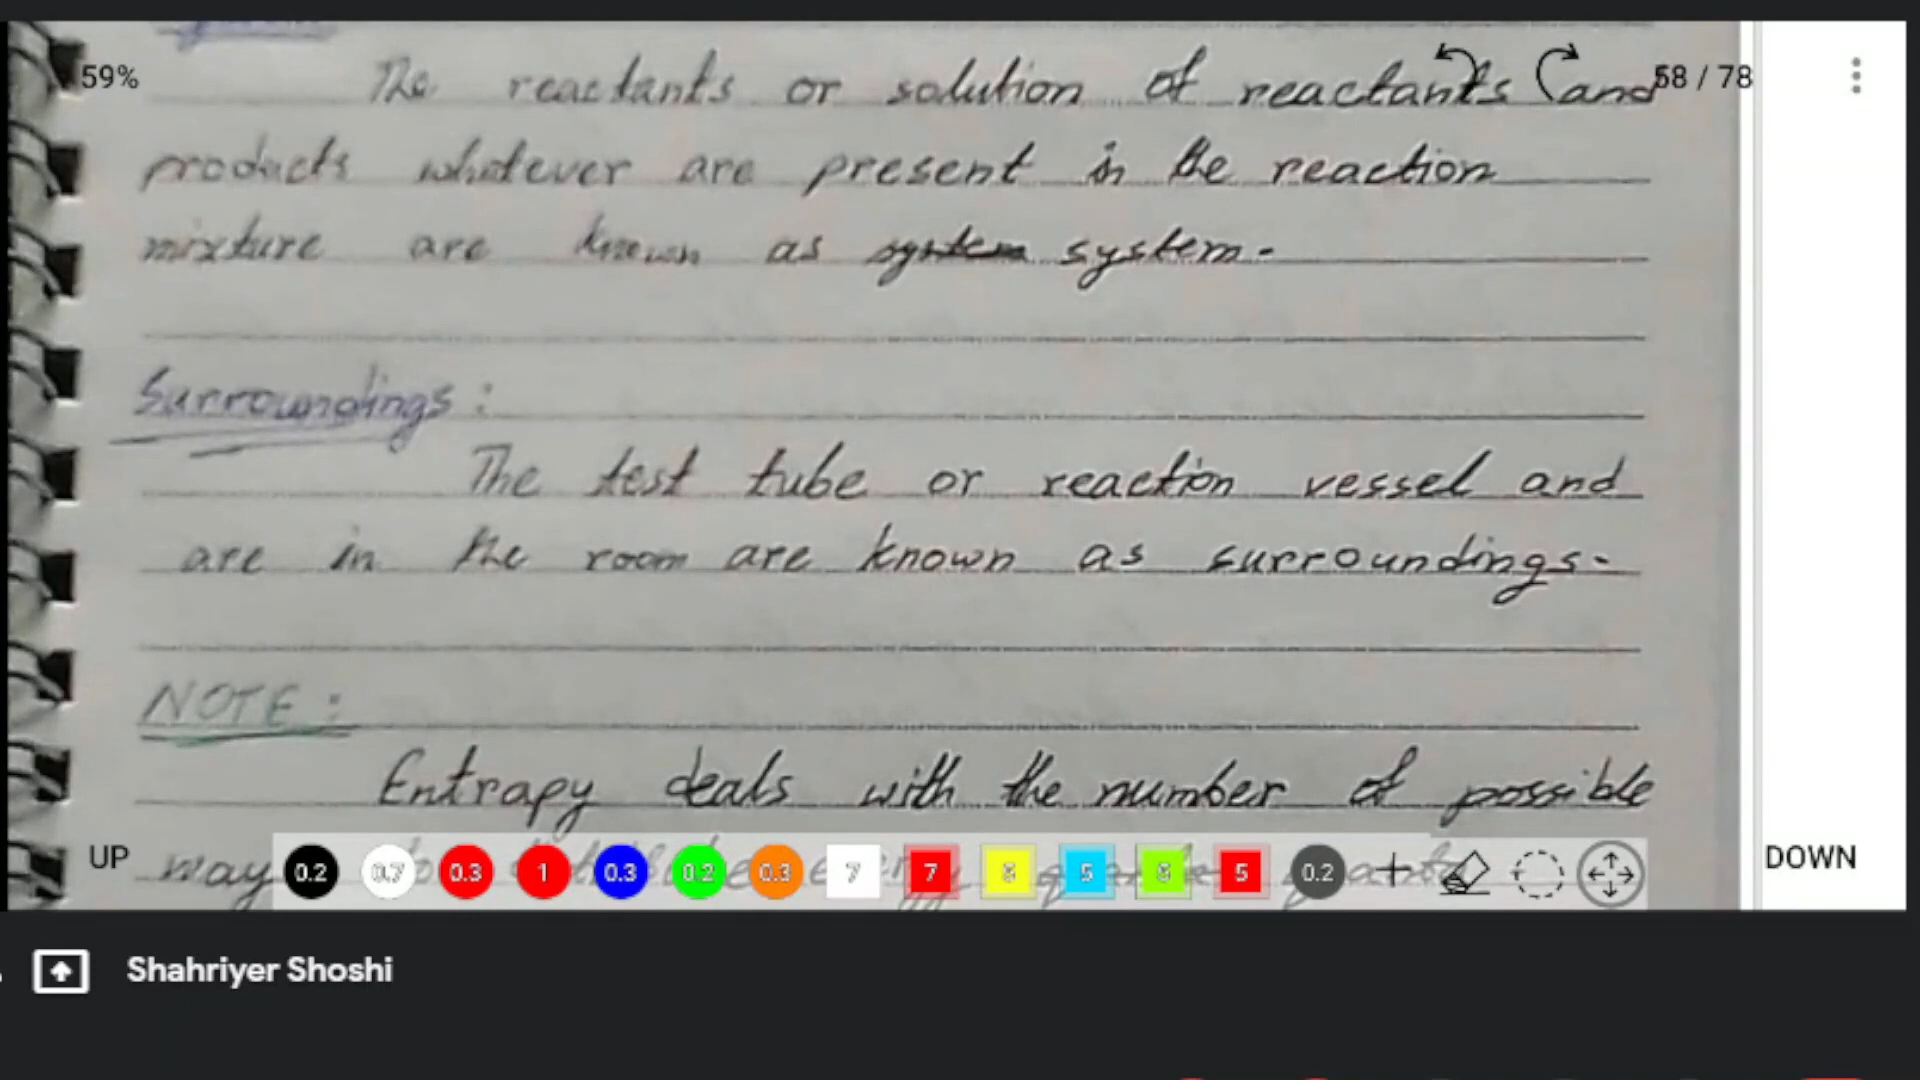 59%
58 / 78
The reactants or solution of reactants (and
products whatever are present in the reaction
mixture are known as system system.
Surroundings:
The test tube or reaction vessel and
are in the room are known as surroundings.
NOTE:
Entrapy deals with the number of possible
UP
way
0.2 0.7 0.3 1 0.3 0.2 0.3 7 7 8 5 8 5 0.2
DOWN
Shahriyer Shoshi